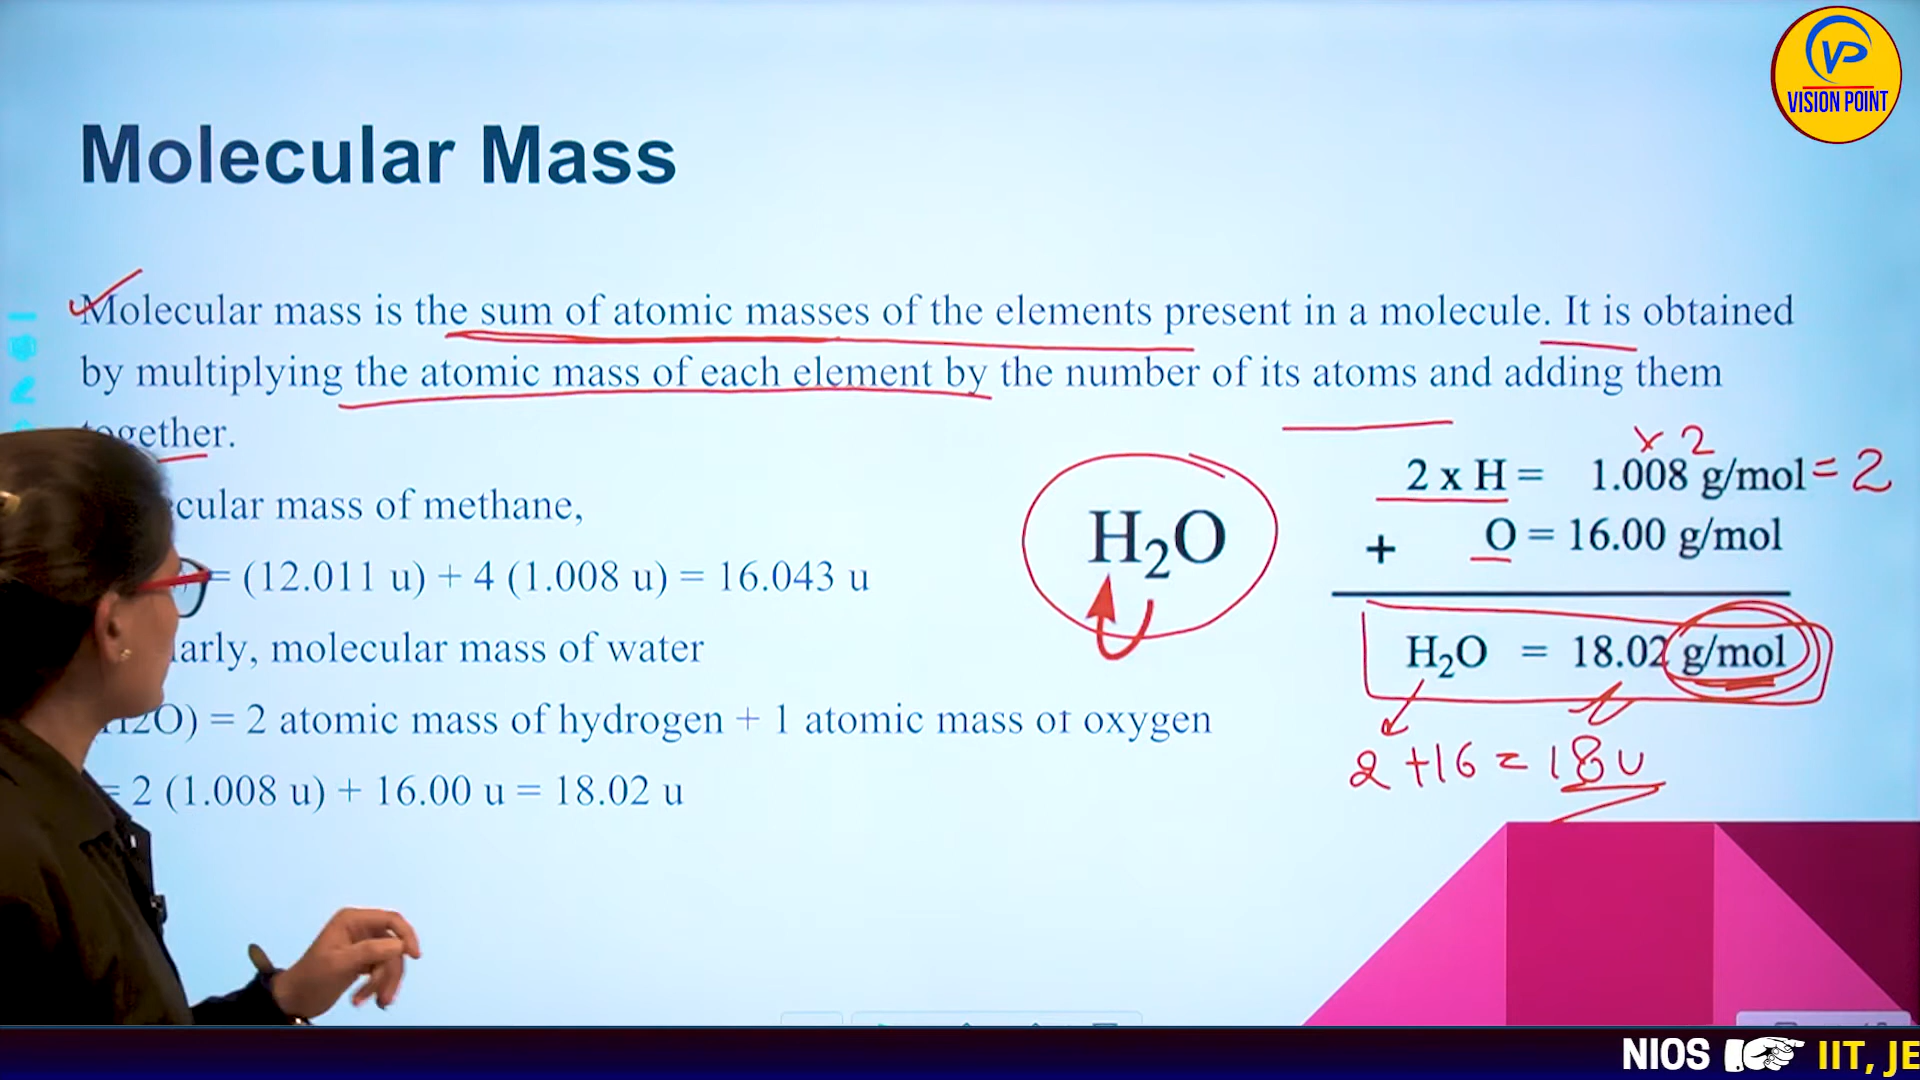 VP
VISION POINT
Molecular Mass
Molecular mass is the sum of atomic masses of the elements present in a molecule. It is obtained
by multiplying the atomic mass of each element by the number of its atoms and adding them
together.
cular mass of methane,
= (12.011 u) + 4 (1.008 u) = 16.043 u
arly, molecular mass of water
2O) = 2 atomic mass of hydrogen + 1 atomic mass of oxygen
= 2 (1.008 u) + 16.00 u = 18.02 u
H₂O
x 2
2 x H = 1.008 g/mol = 2
+ O = 16.00 g/mol
H₂O = 18.02 g/mol
2 + 16 = 18 u
NIOS IIT, JE